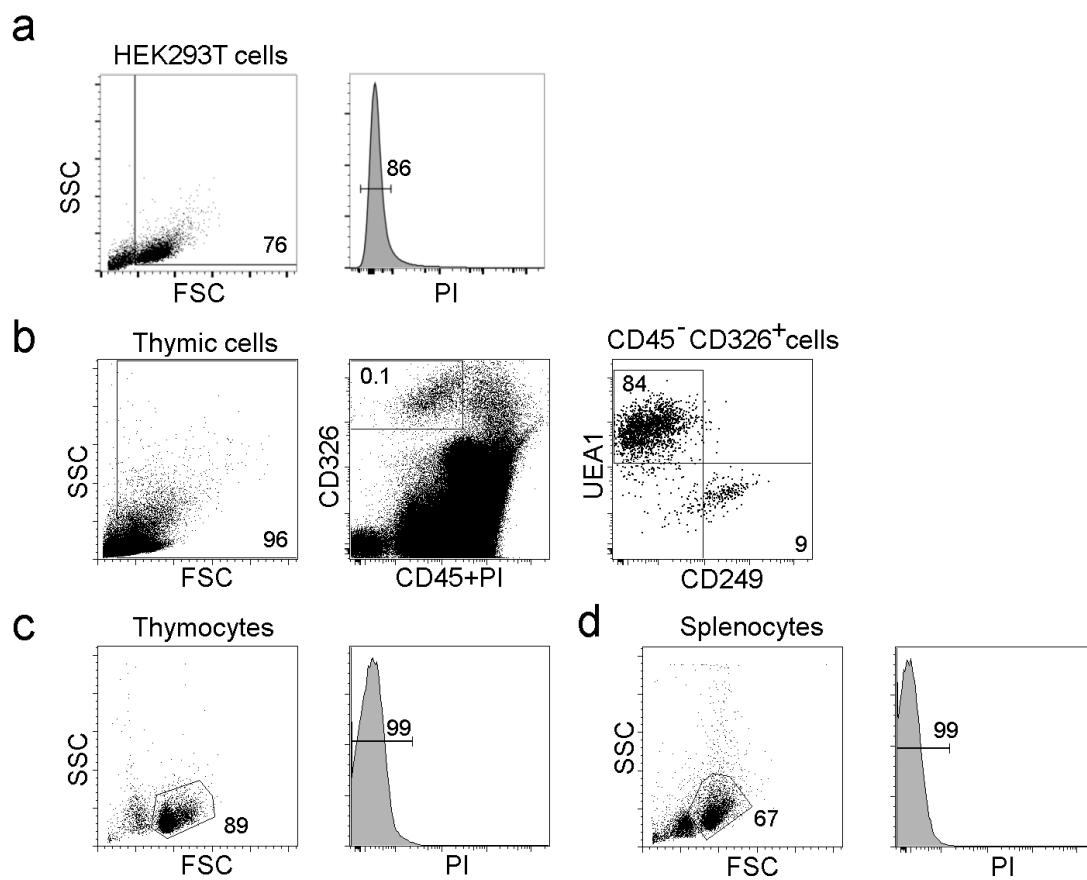 a
HEK293T cells
SSC
76
FSC
86
PI
b
Thymic cells
SSC
96
FSC
0.1
CD326
CD45+PI
CD45⁻CD326⁺cells
84
UEA1
9
CD249
c
Thymocytes
SSC
89
FSC
99
PI
d
Splenocytes
SSC
67
FSC
99
PI